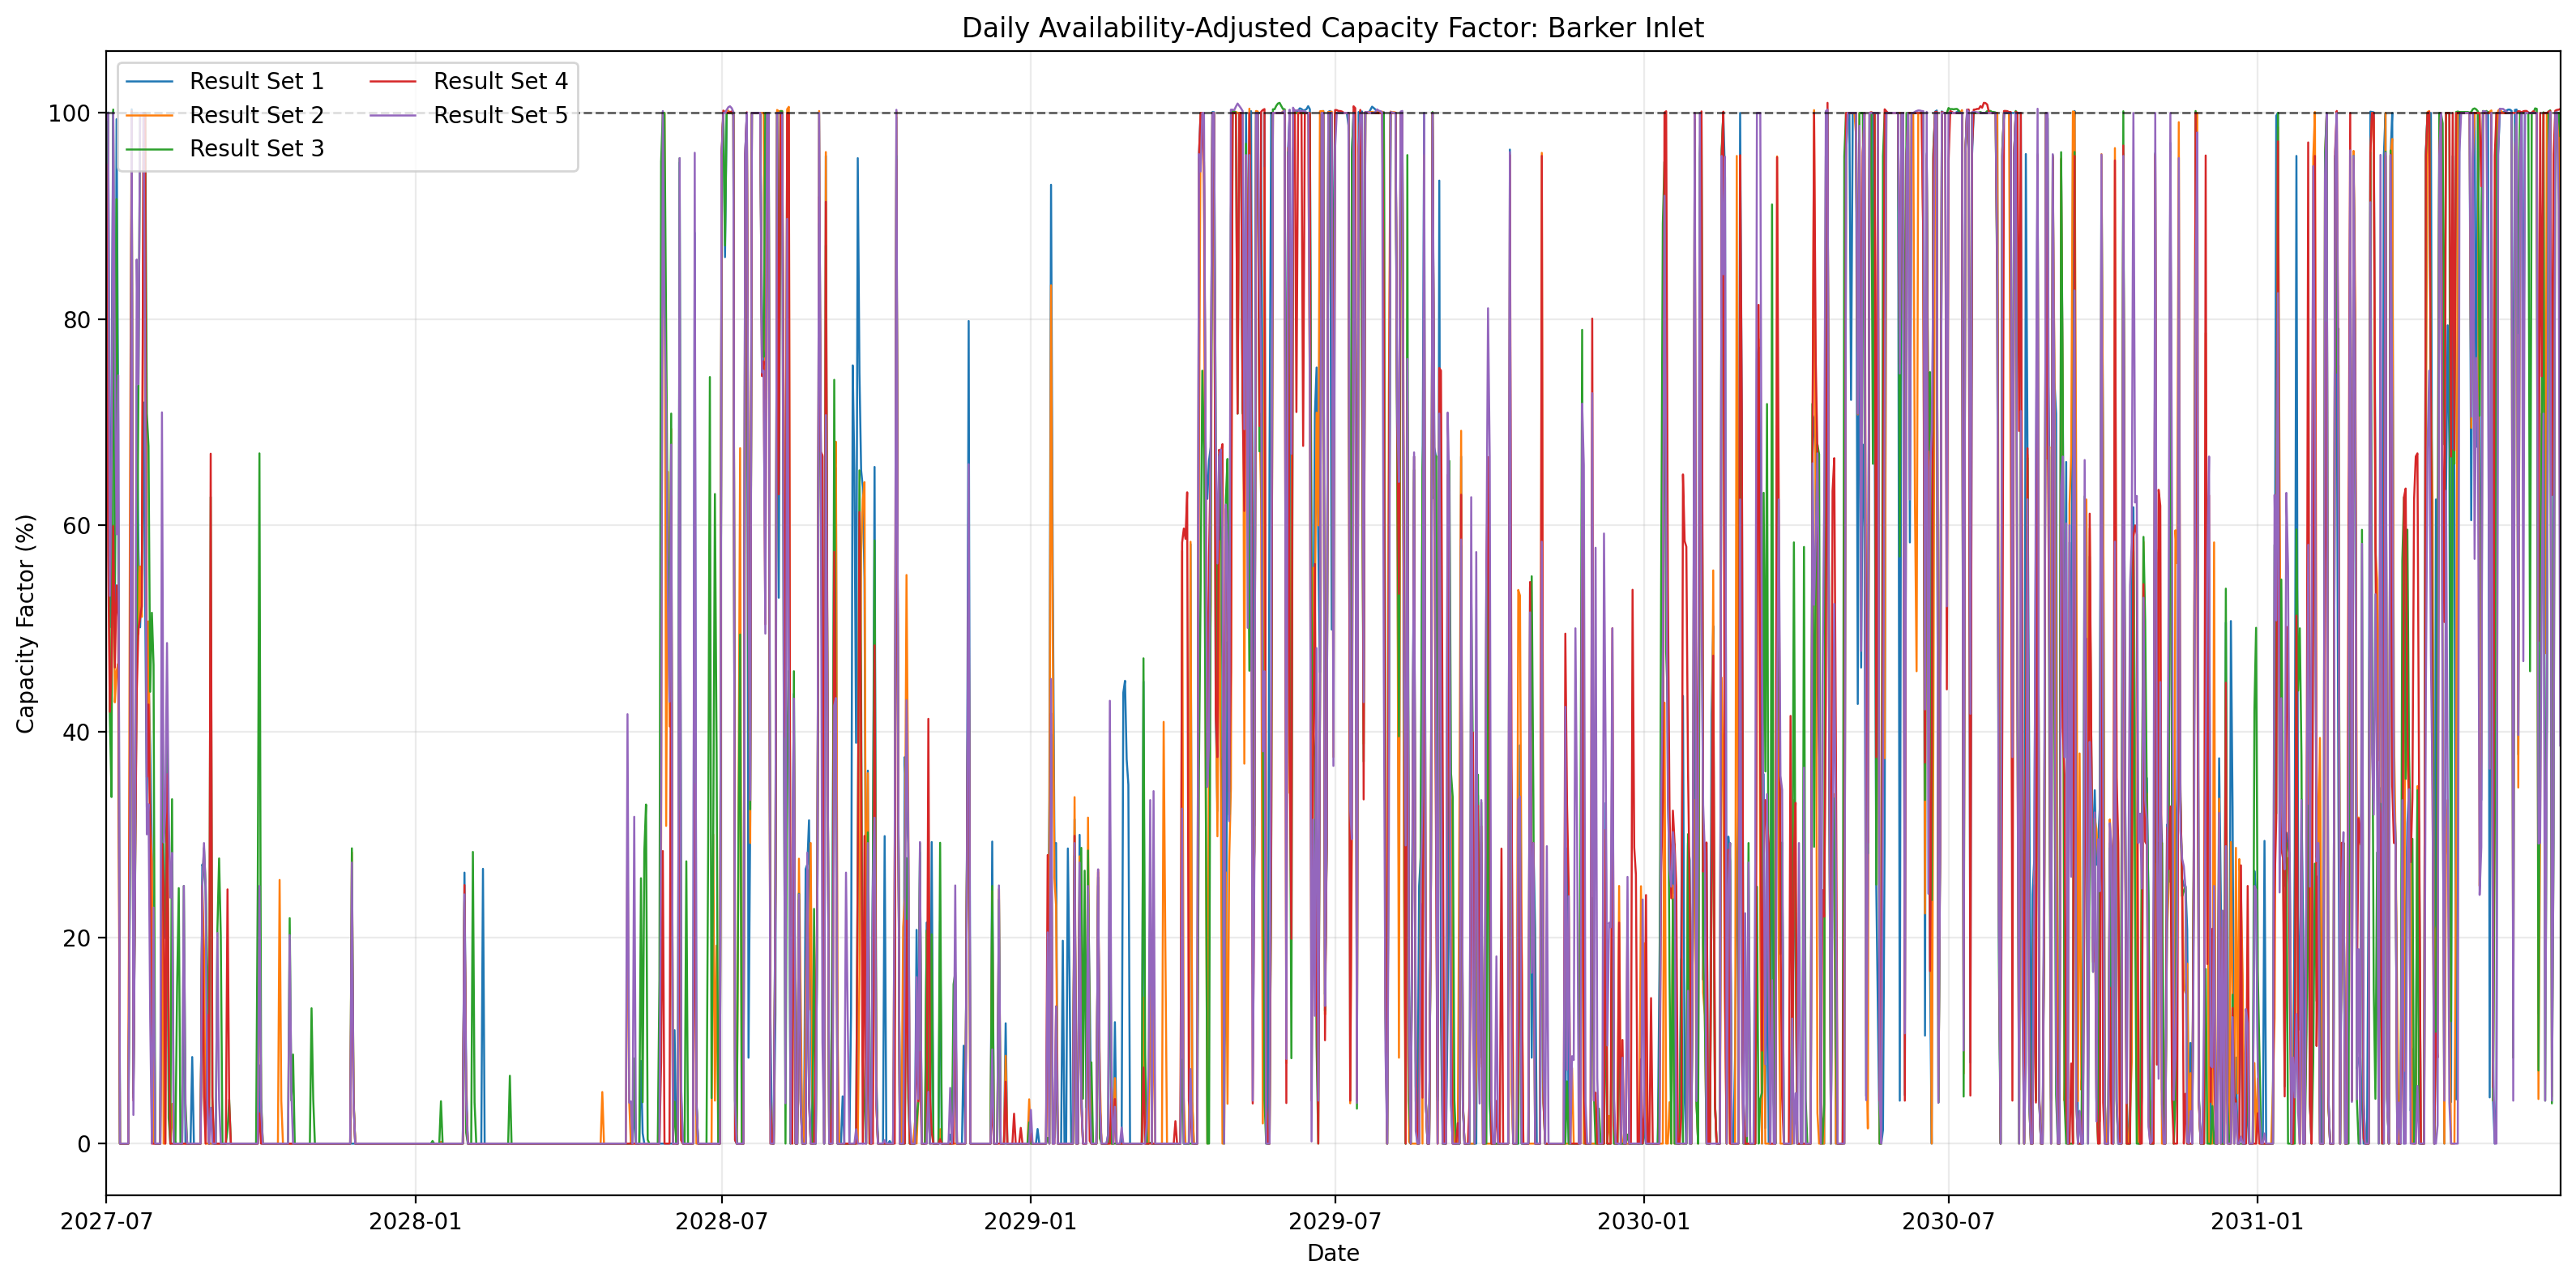 Daily Availability-Adjusted Capacity Factor: Barker Inlet
Result Set 1
Result Set 2
Result Set 3
Result Set 4
Result Set 5
100
80
60
40
20
0
Capacity Factor (%)
2027-07
2028-01
2028-07
2029-01
2029-07
2030-01
2030-07
2031-01
Date